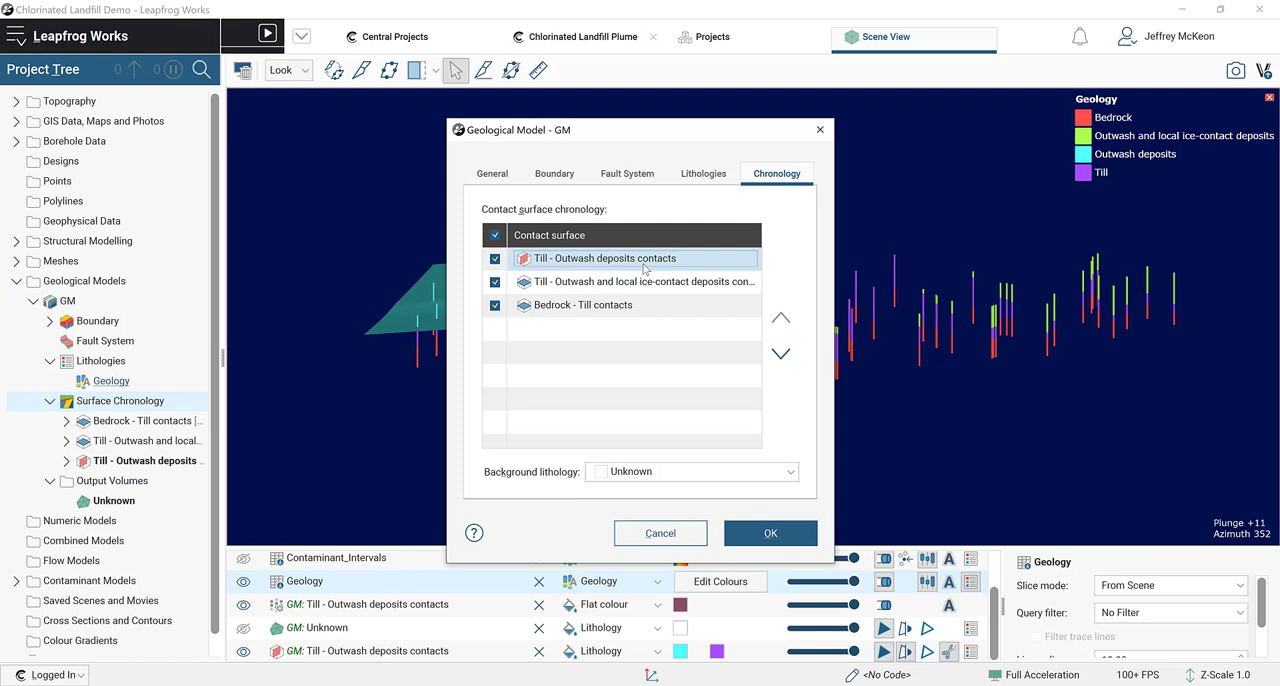 Chlorinated Landfill Demo - Leapfrog Works
Leapfrog Works
Central Projects
Chlorinated Landfill Plume
Projects
Scene View
Jeffrey McKeon
Project Tree
0
0
Look
Topography
GIS Data, Maps and Photos
Borehole Data
Designs
Points
Polylines
Geophysical Data
Structural Modelling
Meshes
Geological Models
GM
Boundary
Fault System
Lithologies
Geology
Surface Chronology
Bedrock - Till contacts [...
Till - Outwash and local...
Till - Outwash deposits ...
Output Volumes
Unknown
Numeric Models
Combined Models
Flow Models
Contaminant Models
Saved Scenes and Movies
Cross Sections and Contours
Colour Gradients
Logged In
Geology
Bedrock
Outwash and local ice-contact deposits
Outwash deposits
Till
Geological Model - GM
General
Boundary
Fault System
Lithologies
Chronology
Contact surface chronology:
Contact surface
Till - Outwash deposits contacts
Till - Outwash and local ice-contact deposits con...
Bedrock - Till contacts
Background lithology:
Unknown
?
Cancel
OK
Plunge +11
Azimuth 352
Contaminant_Intervals
A
Geology
Geology
Edit Colours
A
GM: Till - Outwash deposits contacts
Flat colour
A
GM: Unknown
Lithology
GM: Till - Outwash deposits contacts
Lithology
Geology
Slice mode:
From Scene
Query filter:
No Filter
Filter trace lines
<No Code>
Full Acceleration
100+ FPS
Z-Scale 1.0